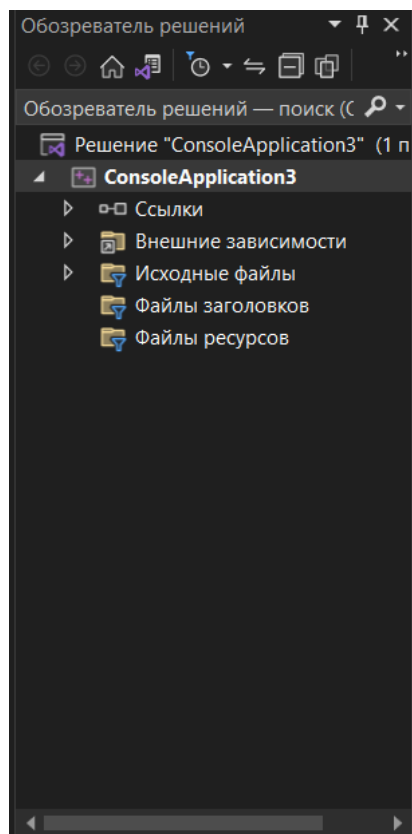 Обозреватель решений
Обозреватель решений — поиск (C
Решение "ConsoleApplication3" (1 п
ConsoleApplication3
Ссылки
Внешние зависимости
Исходные файлы
Файлы заголовков
Файлы ресурсов